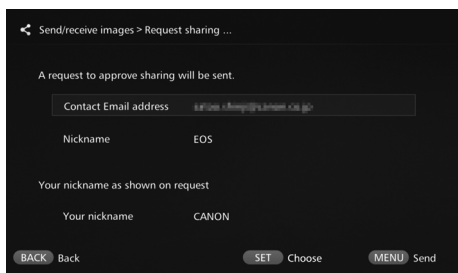 Send/receive images > Request sharing ...
A request to approve sharing will be sent.
Contact Email address
Nickname EOS
Your nickname as shown on request
Your nickname CANON
BACK Back SET Choose MENU Send